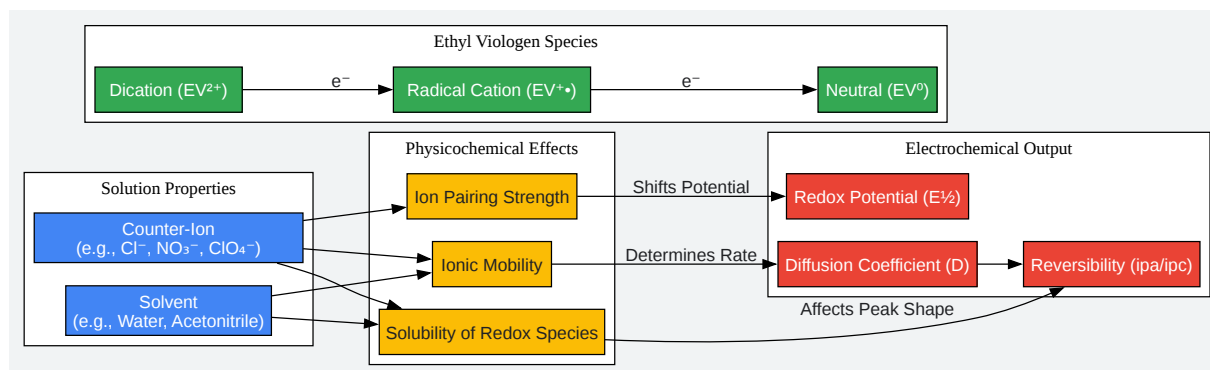 Ethyl Viologen Species
Dication (EV²⁺)
e⁻
Radical Cation (EV⁺•)
e⁻
Neutral (EV⁰)
Solution Properties
Counter-Ion
(e.g., Cl⁻, NO₃⁻, ClO₄⁻)
Solvent
(e.g., Water, Acetonitrile)
Physicochemical Effects
Ion Pairing Strength
Ionic Mobility
Solubility of Redox Species
Shifts Potential
Determines Rate
Affects Peak Shape
Electrochemical Output
Redox Potential (E½)
Diffusion Coefficient (D)
Reversibility (ipa/ipc)